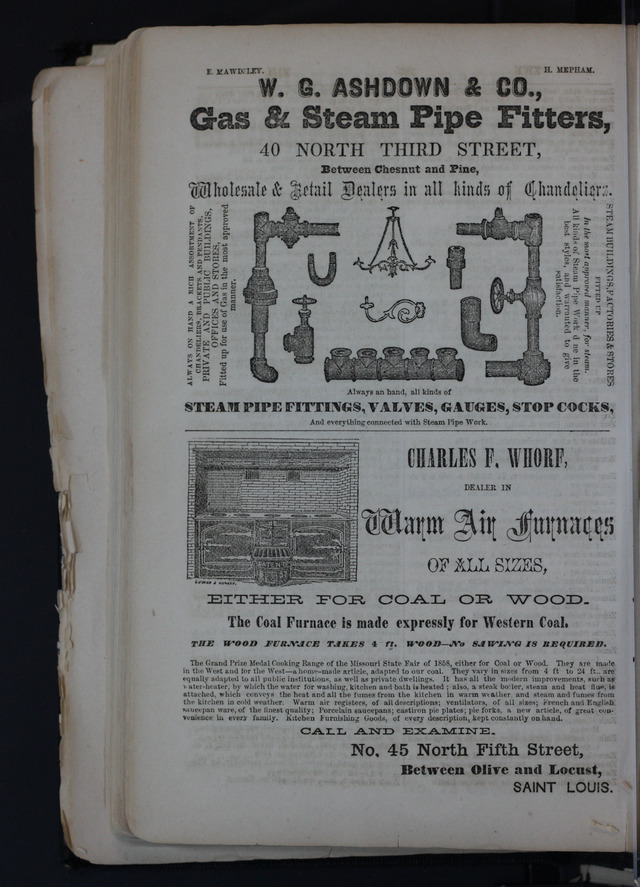 E. MAWDSLEY. H. MEPHAM.
W. G. ASHDOWN & CO.,
Gas & Steam Pipe Fitters,
40 NORTH THIRD STREET,
Between Chesnut and Pine,
Wholesale & Retail Dealers in all kinds of Chandeliers.
ALWAYS ON HAND A RICH ASSORTMENT OF
CHANDELIERS, BRACKETS AND PENDANTS.
PRIVATE AND PUBLIC BUILDINGS,
OFFICES AND STORES,
Fitted up for use of Gas in the most approved
manner.
STEAM BUILDINGS, FACTORIES & STORES
FITTED UP
In the most approved manner, for steam.
All kinds of Steam Pipe Work d ne in the
best styles, and warranted to give
satisfaction.
Always an hand, all kinds of
STEAM PIPE FITTINGS, VALVES, GAUGES, STOP COCKS,
And everything connected with Steam Pipe Work.
CHARLES F. WHORF,
DEALER IN
Warm Air Furnaces
OF ALL SIZES,
EITHER FOR COAL OR WOOD.
The Coal Furnace is made expressly for Western Coal.
THE WOOD FURNACE TAKES 4 ft. WOOD—No SAWING IS REQUIRED.
The Grand Prize Medal Cooking Range of the Missouri State Fair of 1858, either for Coal or Wood. They are made
in the West and for the West—a home-made article, adapted to our coal. They vary in sizes from 4 ft to 24 ft., are
equally adapted to all public institutions, as well as private dwellings. It has all the modern improvements, such as
water-heater, by which the water for washing, kitchen and bath is heated; also, a steak boiler, steam and heat flue, is
attached, which conveys the heat and all the fumes from the kitchen in warm weather, and steam and fumes from
the kitchen in cold weather. Warm air registers, of all descriptions; ventilators, of all sizes; French and English
saucepan ware, of the finest quality; Porcelain saucepans; castiron pie plates; pie forks, a new article, of great con-
venience in every family. Kitchen Furnishing Goods, of every description, kept constantly on hand.
CALL AND EXAMINE.
No. 45 North Fifth Street,
Between Olive and Locust,
SAINT LOUIS.